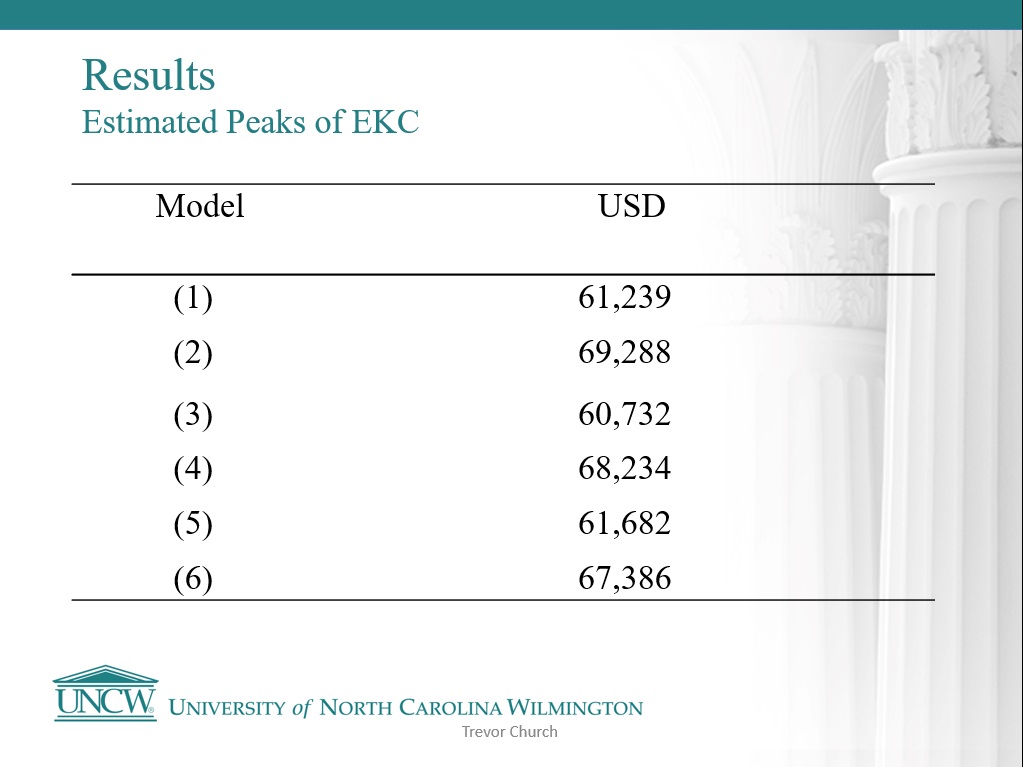 Results
Estimated Peaks of EKC
Model USD
(1) 61,239
(2) 69,288
(3) 60,732
(4) 68,234
(5) 61,682
(6) 67,386
UNCW® UNIVERSITY of NORTH CAROLINA WILMINGTON
Trevor Church